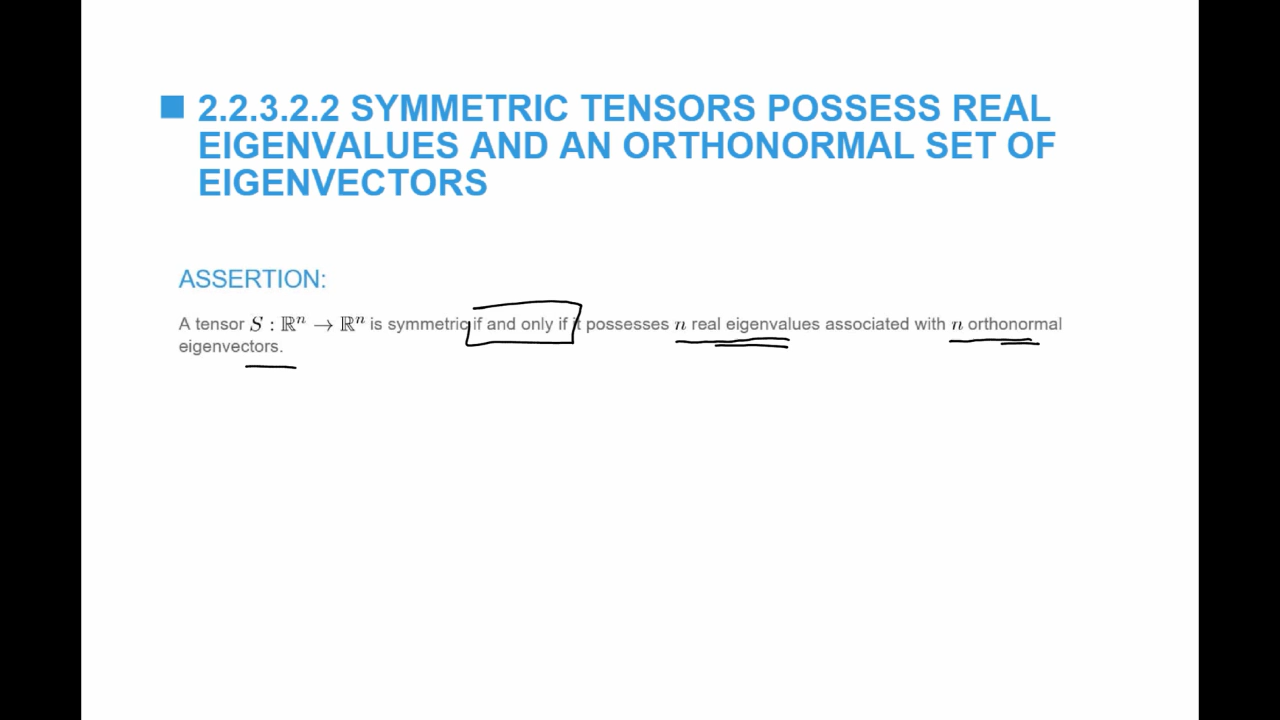 2.2.3.2.2 SYMMETRIC TENSORS POSSESS REAL
EIGENVALUES AND AN ORTHONORMAL SET OF
EIGENVECTORS
ASSERTION:
A tensor S : ℝⁿ → ℝⁿ is symmetric if and only if it possesses n real eigenvalues associated with n orthonormal
eigenvectors.